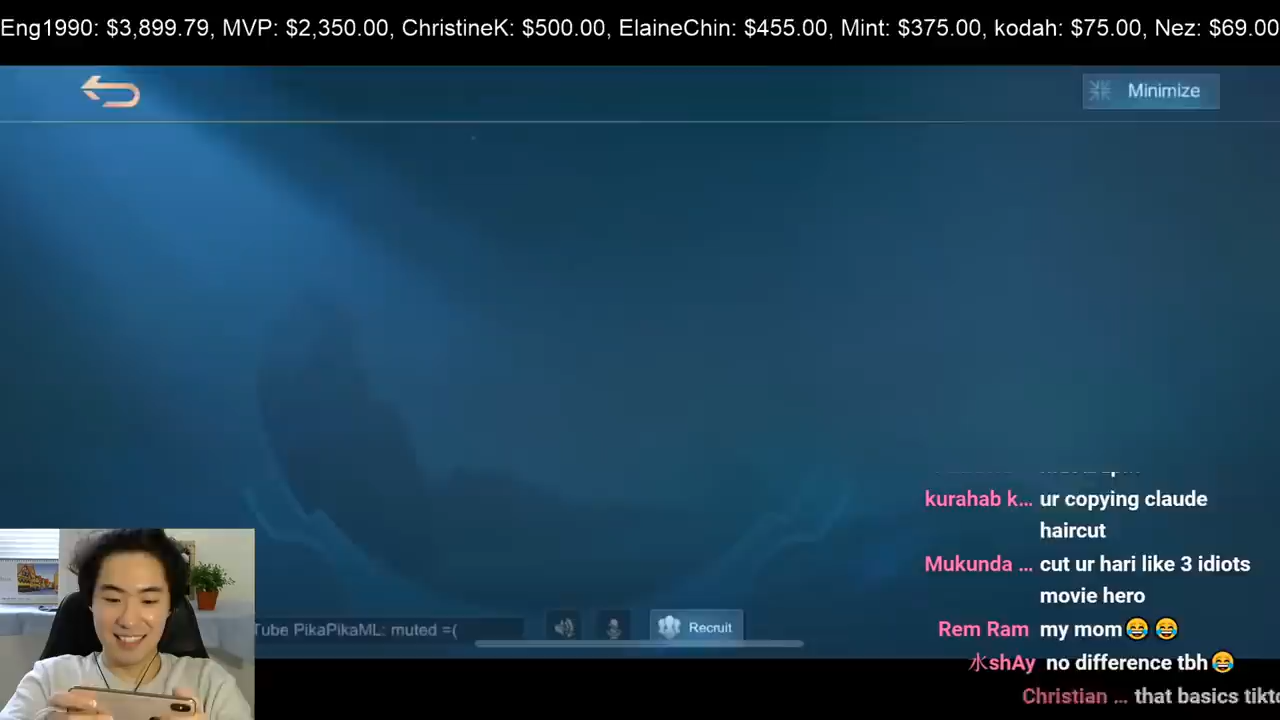 Eng1990: $3,899.79, MVP: $2,350.00, ChristineK: $500.00, ElaineChin: $455.00, Mint: $375.00, kodah: $75.00, Nez: $69.00
Minimize
kurahab k... ur copying claude
haircut
Mukunda ... cut ur hari like 3 idiots
movie hero
Rem Ram my mom😂 😂
水shAy no difference tbh😂
Christian ... that basics tikto
Tube PikaPikaML: muted =(
Recruit